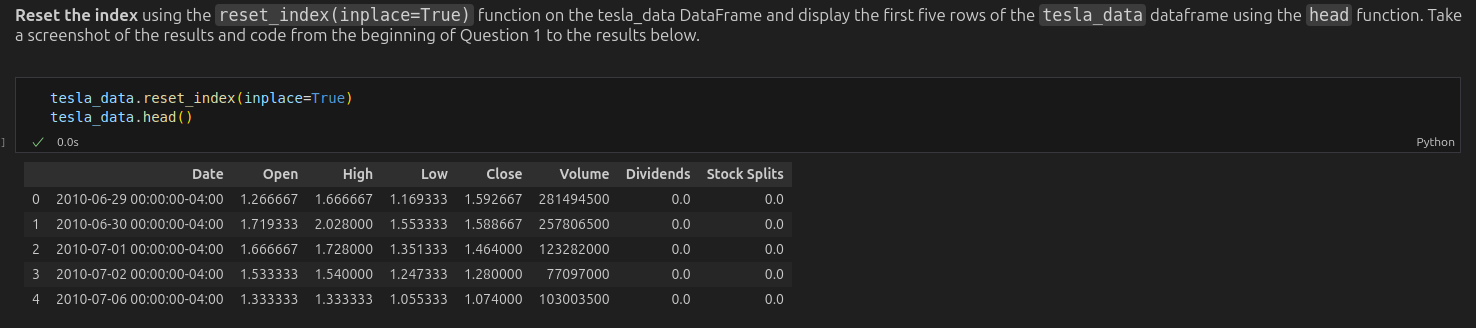 Reset the index using the reset_index(inplace=True) function on the tesla_data DataFrame and display the first five rows of the tesla_data dataframe using the head function. Take
a screenshot of the results and code from the beginning of Question 1 to the results below.
tesla_data.reset_index(inplace=True)
tesla_data.head()
] ✓ 0.0s Python
Date Open High Low Close Volume Dividends Stock Splits
0 2010-06-29 00:00:00-04:00 1.266667 1.666667 1.169333 1.592667 281494500 0.0 0.0
1 2010-06-30 00:00:00-04:00 1.719333 2.028000 1.553333 1.588667 257806500 0.0 0.0
2 2010-07-01 00:00:00-04:00 1.666667 1.728000 1.351333 1.464000 123282000 0.0 0.0
3 2010-07-02 00:00:00-04:00 1.533333 1.540000 1.247333 1.280000 77097000 0.0 0.0
4 2010-07-06 00:00:00-04:00 1.333333 1.333333 1.055333 1.074000 103003500 0.0 0.0